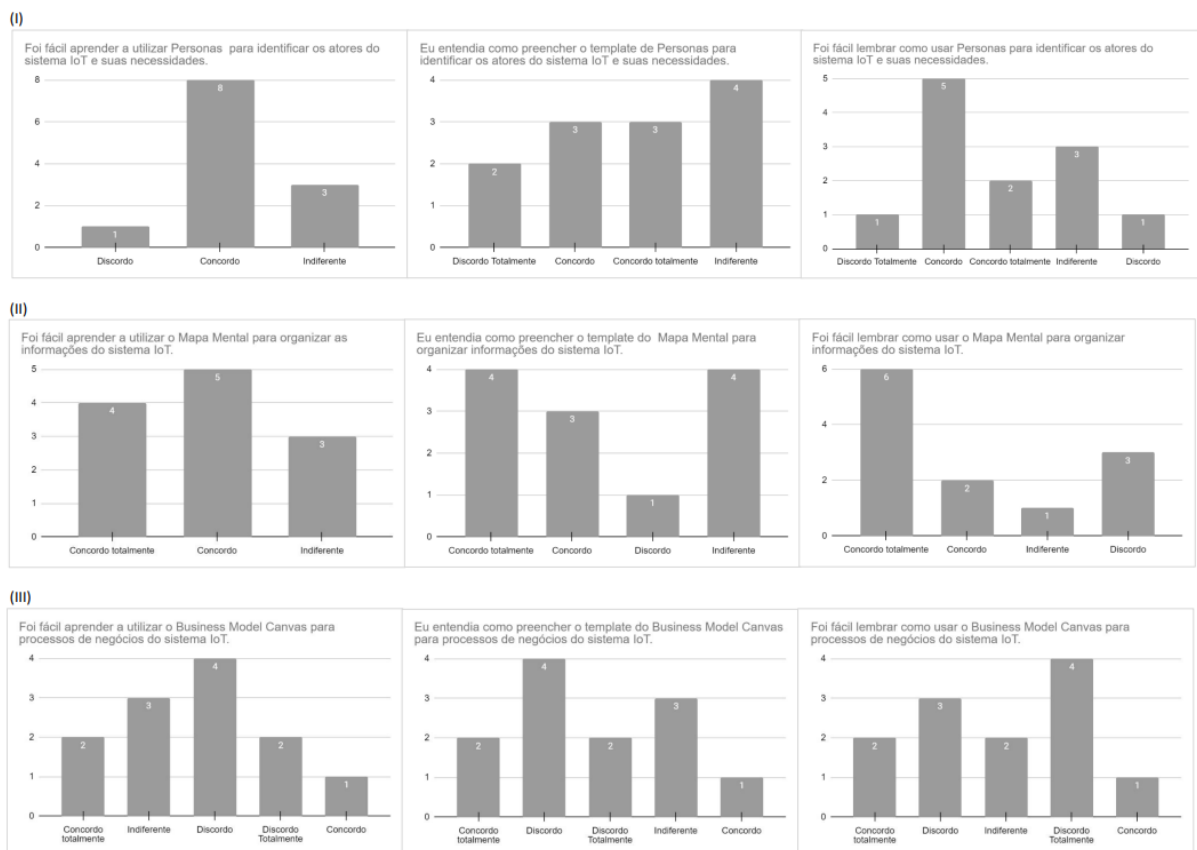 (I)
Foi fácil aprender a utilizar Personas para identificar os atores do
sistema IoT e suas necessidades.
8
6
4
2
0
1
8
3
Discordo
Concordo
Indiferente
Eu entendia como preencher o template de Personas para
identificar os atores do sistema IoT e suas necessidades.
4
3
2
1
0
2
3
3
4
Discordo Totalmente
Concordo
Concordo totalmente
Indiferente
Foi fácil lembrar como usar Personas para identificar os atores do
sistema IoT e suas necessidades.
5
4
3
2
1
0
1
5
2
3
1
Discordo Totalmente
Concordo
Concordo totalmente
Indiferente
Discordo
(II)
Foi fácil aprender a utilizar o Mapa Mental para organizar as
informações do sistema IoT.
5
4
3
2
1
0
4
5
3
Concordo totalmente
Concordo
Indiferente
Eu entendia como preencher o template do Mapa Mental para
organizar informações do sistema IoT.
4
3
2
1
0
4
3
1
4
Concordo totalmente
Concordo
Discordo
Indiferente
Foi fácil lembrar como usar o Mapa Mental para organizar
informações do sistema IoT.
6
4
2
0
6
2
1
3
Concordo totalmente
Concordo
Indiferente
Discordo
(III)
Foi fácil aprender a utilizar o Business Model Canvas para
processos de negócios do sistema IoT.
4
3
2
1
0
2
3
4
2
1
Concordo
totalmente
Indiferente
Discordo
Discordo
Totalmente
Concordo
Eu entendia como preencher o template do Business Model Canvas
para processos de negócios do sistema IoT.
4
3
2
1
0
2
4
2
3
1
Concordo
totalmente
Discordo
Discordo
Totalmente
Indiferente
Concordo
Foi fácil lembrar como usar o Business Model Canvas para
processos de negócios do sistema IoT.
4
3
2
1
0
2
3
2
4
1
Concordo
totalmente
Discordo
Indiferente
Discordo
Totalmente
Concordo